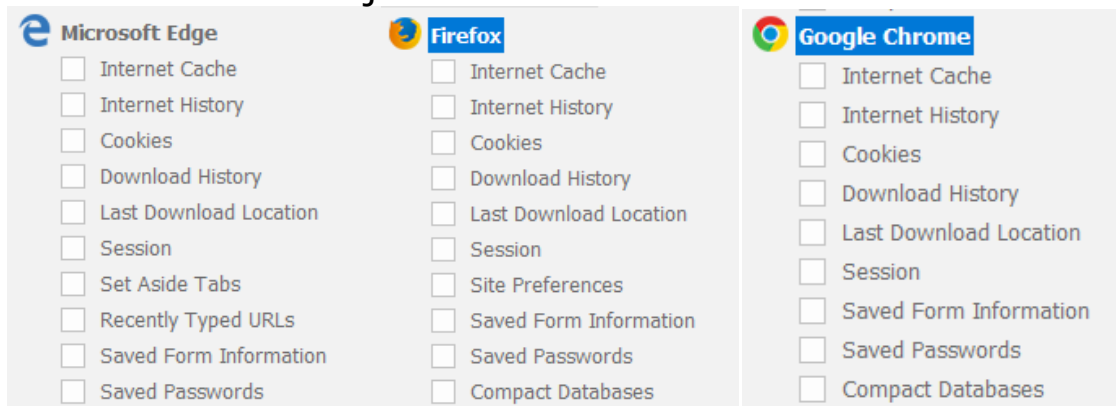 Microsoft Edge
Internet Cache
Internet History
Cookies
Download History
Last Download Location
Session
Set Aside Tabs
Recently Typed URLs
Saved Form Information
Saved Passwords
Firefox
Internet Cache
Internet History
Cookies
Download History
Last Download Location
Session
Site Preferences
Saved Form Information
Saved Passwords
Compact Databases
Google Chrome
Internet Cache
Internet History
Cookies
Download History
Last Download Location
Session
Saved Form Information
Saved Passwords
Compact Databases